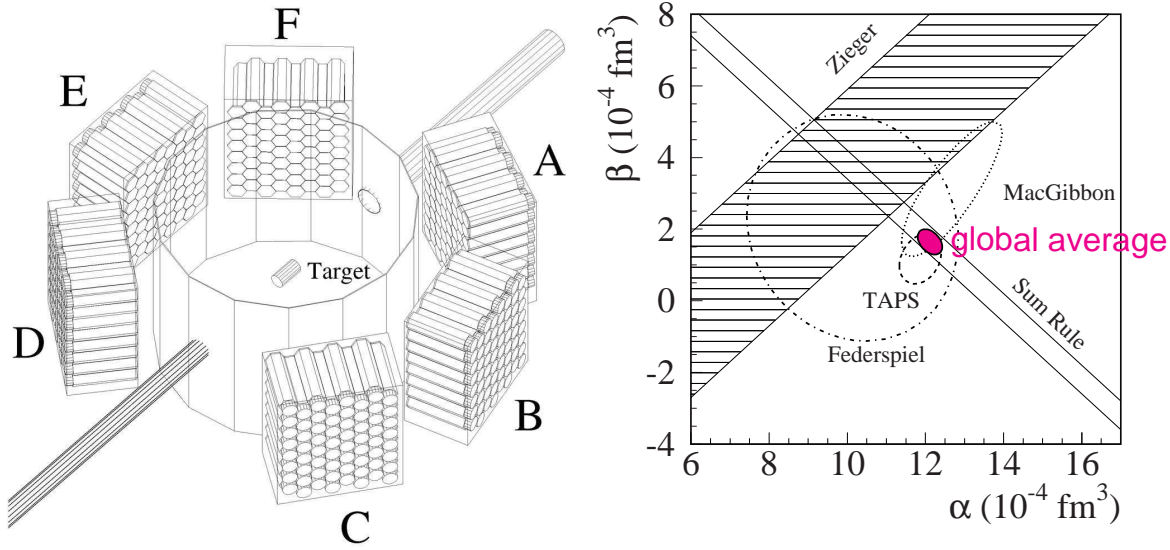 F
E
A
Target
D
B
C
8
6
4
2
0
-2
-4
β (10⁻⁴ fm³)
Zieger
MacGibbon
global average
TAPS
Sum Rule
Federspiel
6
8
10
12
14
16
α (10⁻⁴ fm³)